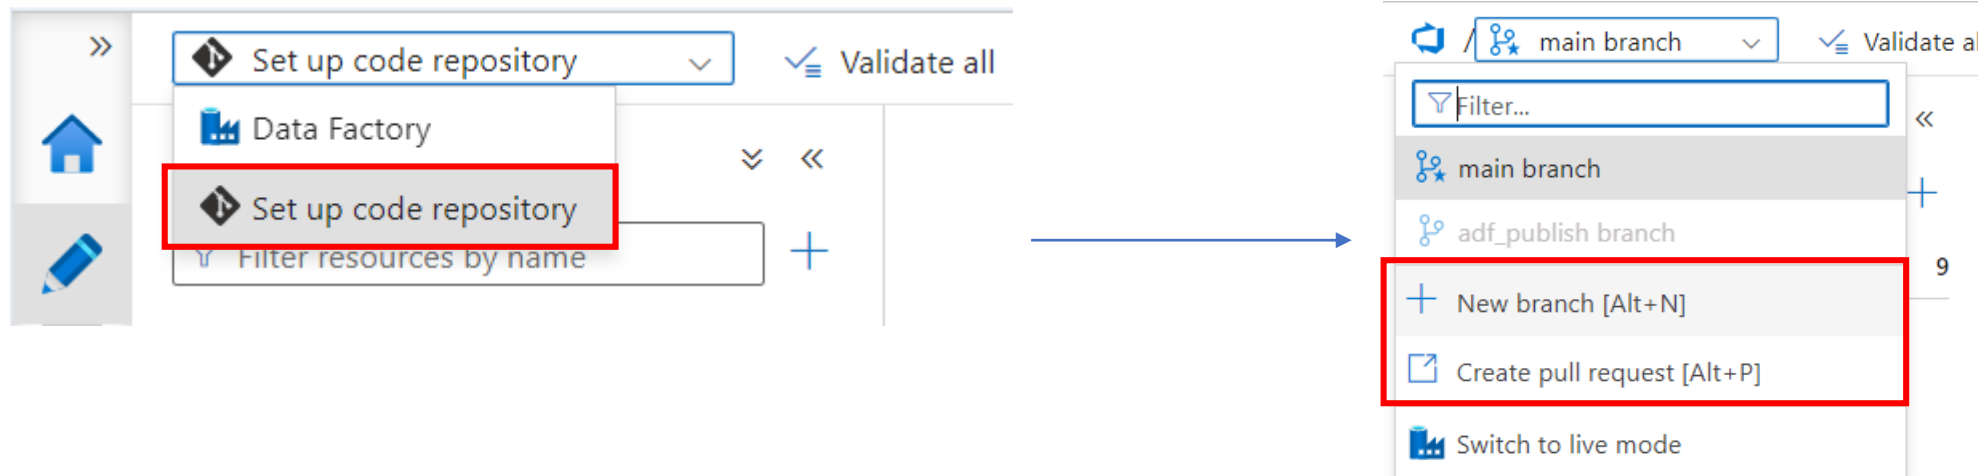 Set up code repository
Validate all
Data Factory
Set up code repository
Filter resources by name
/ main branch
Validate al
Filter...
main branch
adf_publish branch
9
New branch [Alt+N]
Create pull request [Alt+P]
Switch to live mode